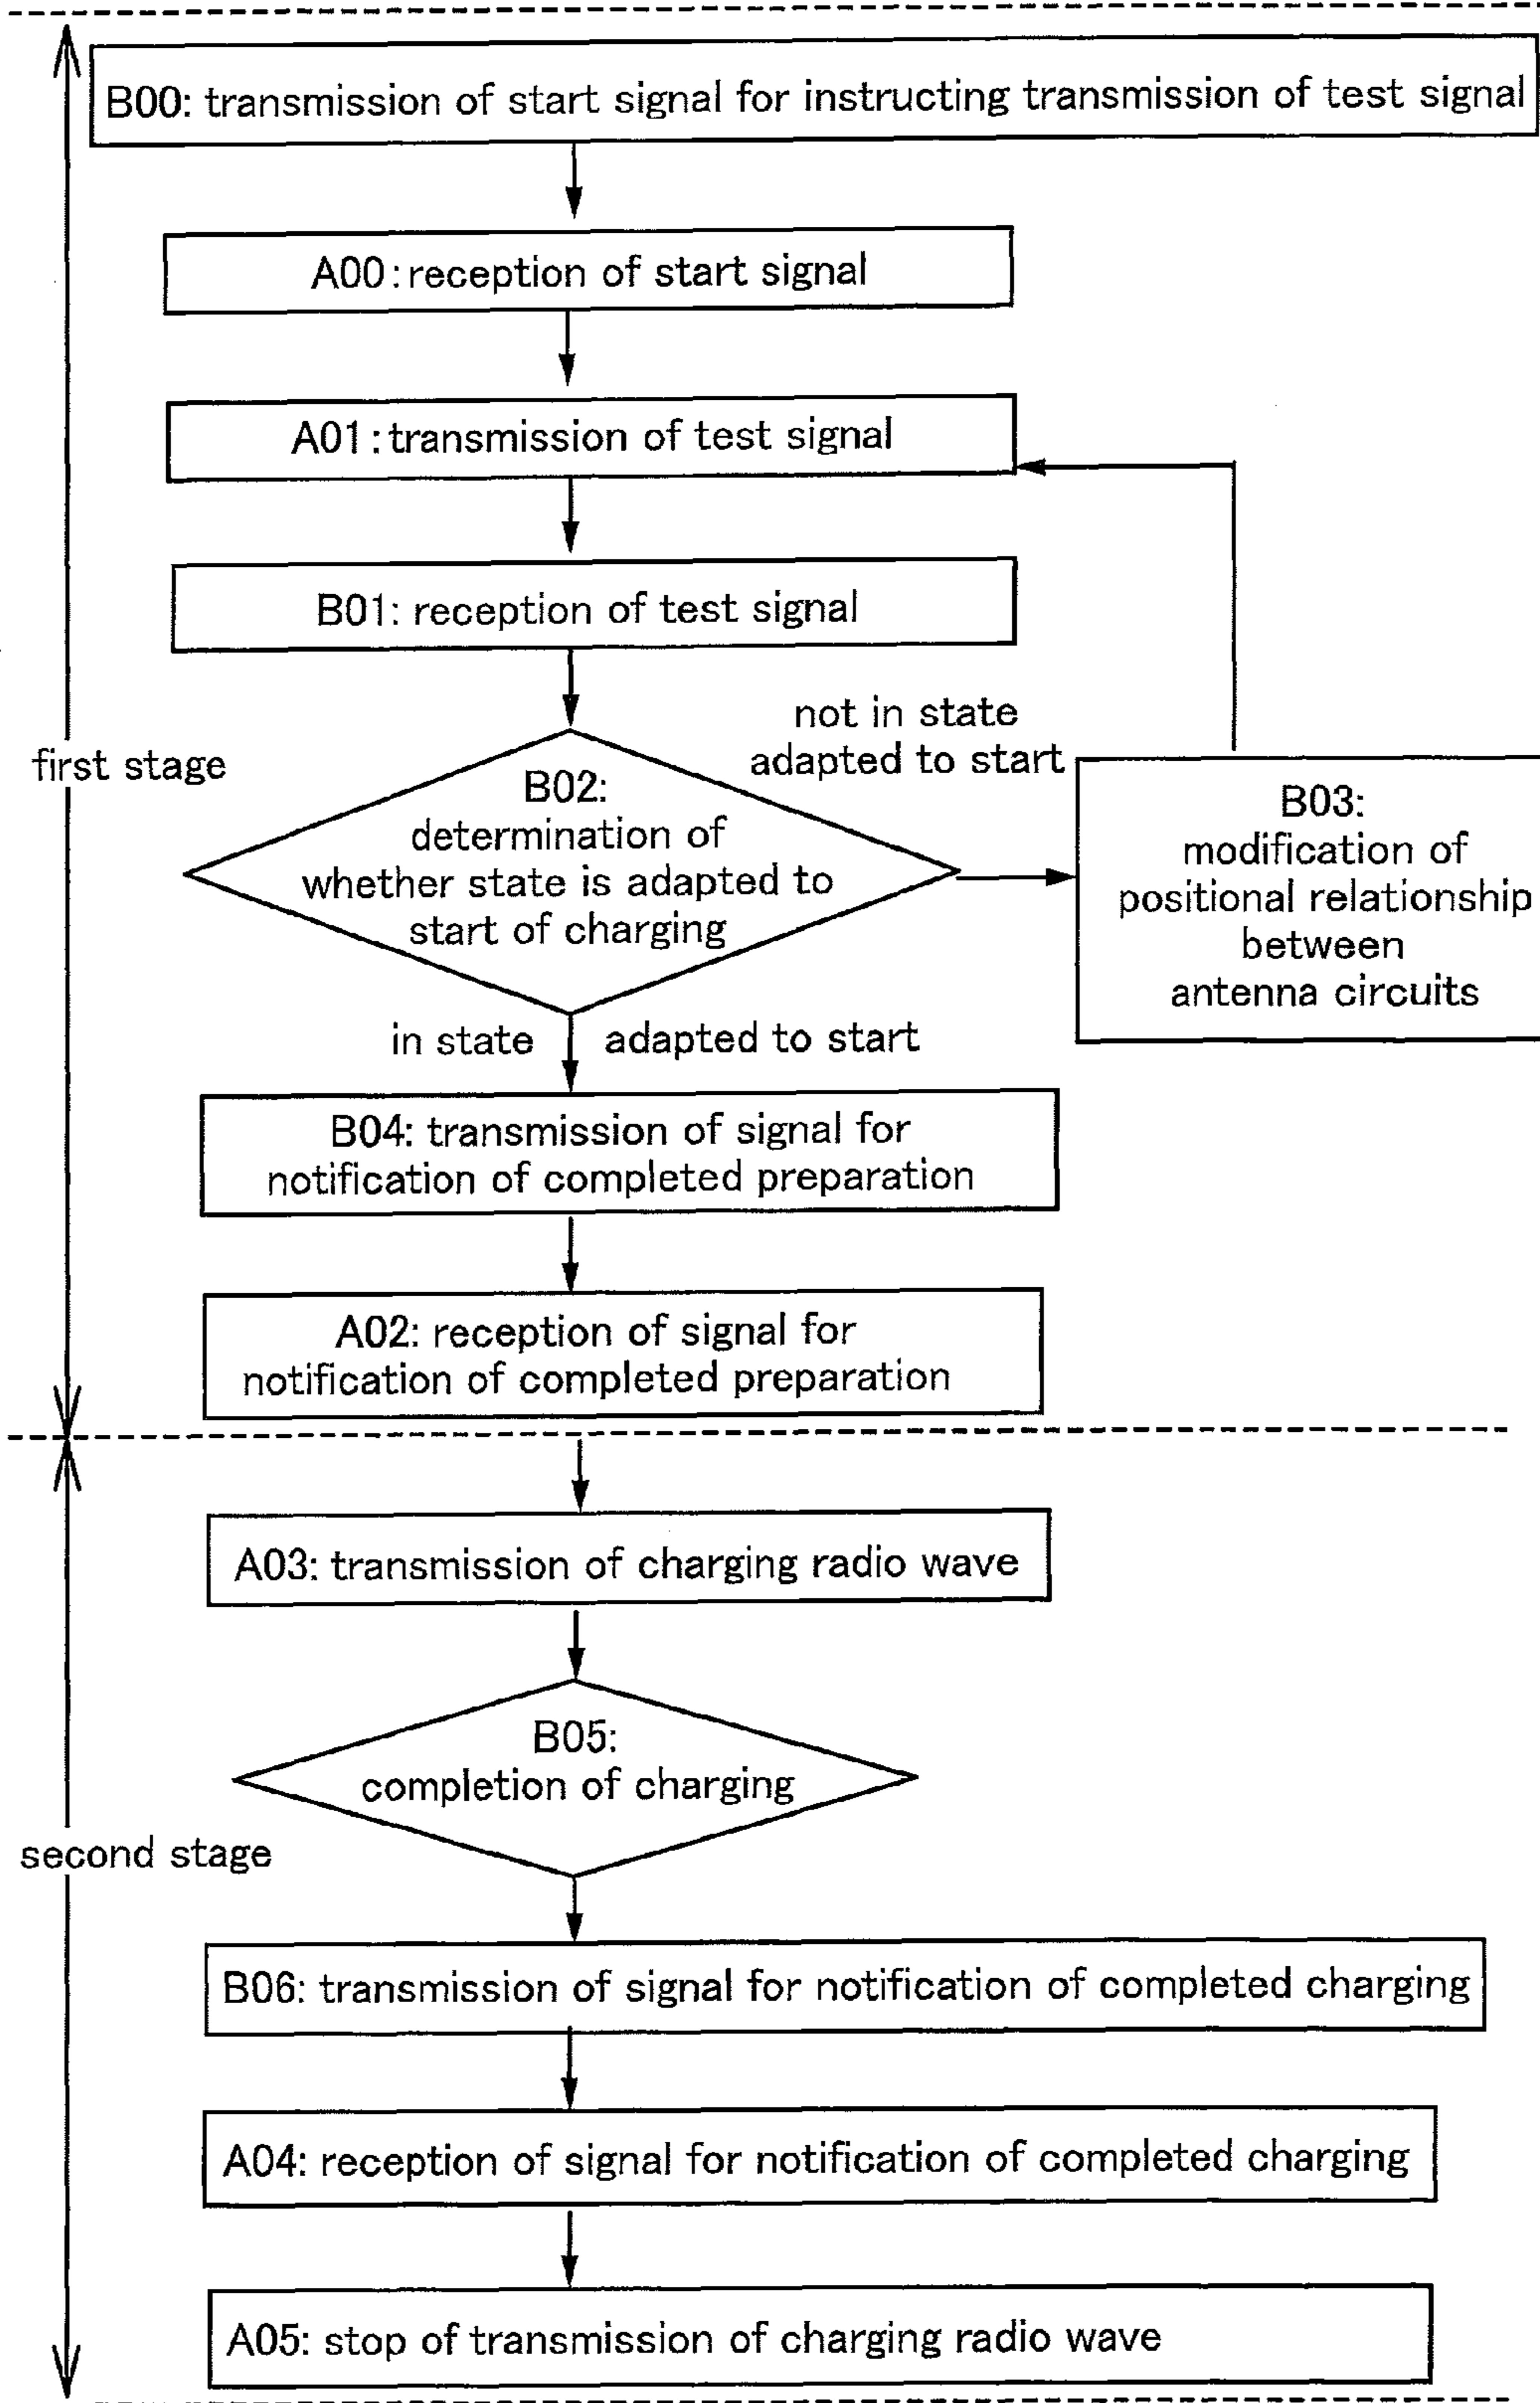 B00: transmission of start signal for instructing transmission of test signal
A00: reception of start signal
A01: transmission of test signal
B01: reception of test signal
not in state
adapted to start
first stage
B02:
determination of
whether state is adapted to
start of charging
B03:
modification of
positional relationship
between
antenna circuits
in state adapted to start
B04: transmission of signal for
notification of completed preparation
A02: reception of signal for
notification of completed preparation
A03: transmission of charging radio wave
B05:
completion of charging
second stage
B06: transmission of signal for notification of completed charging
A04: reception of signal for notification of completed charging
A05: stop of transmission of charging radio wave